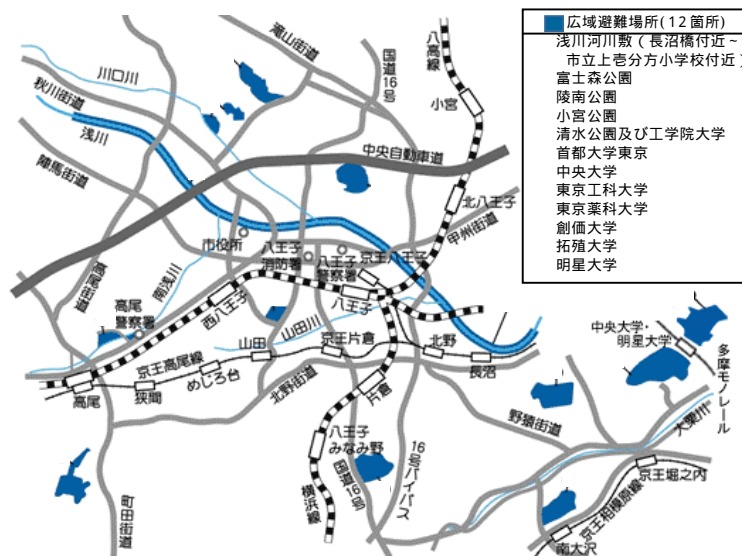 広域避難場所(12箇所)
浅川河川敷（長沼橋付近～
市立上壱分方小学校付近）
富士森公園
陵南公園
小宮公園
清水公園及び工学院大学
首都大学東京
中央大学
東京工科大学
東京薬科大学
創価大学
拓殖大学
明星大学
滝山街道
国道16号
八高線
川口川
秋川街道
小宮
浅川
中央自動車道
陣馬街道
北八王子
甲州街道
市役所
八王子
消防署
八王子
警察署
京王八王子
高尾街道
南浅川
八王子
高尾
警察署
西八王子
山田
山田川
京王片倉
北野
長沼
中央大学・
明星大学
多摩モノレール
京王高尾線
めじろ台
狭間
高尾
北野街道
片倉
野猿街道
大栗川
八王子
みなみ野
16号バイパス
国道16号
京王堀之内
町田街道
横浜線
京王相模原線
南大沢